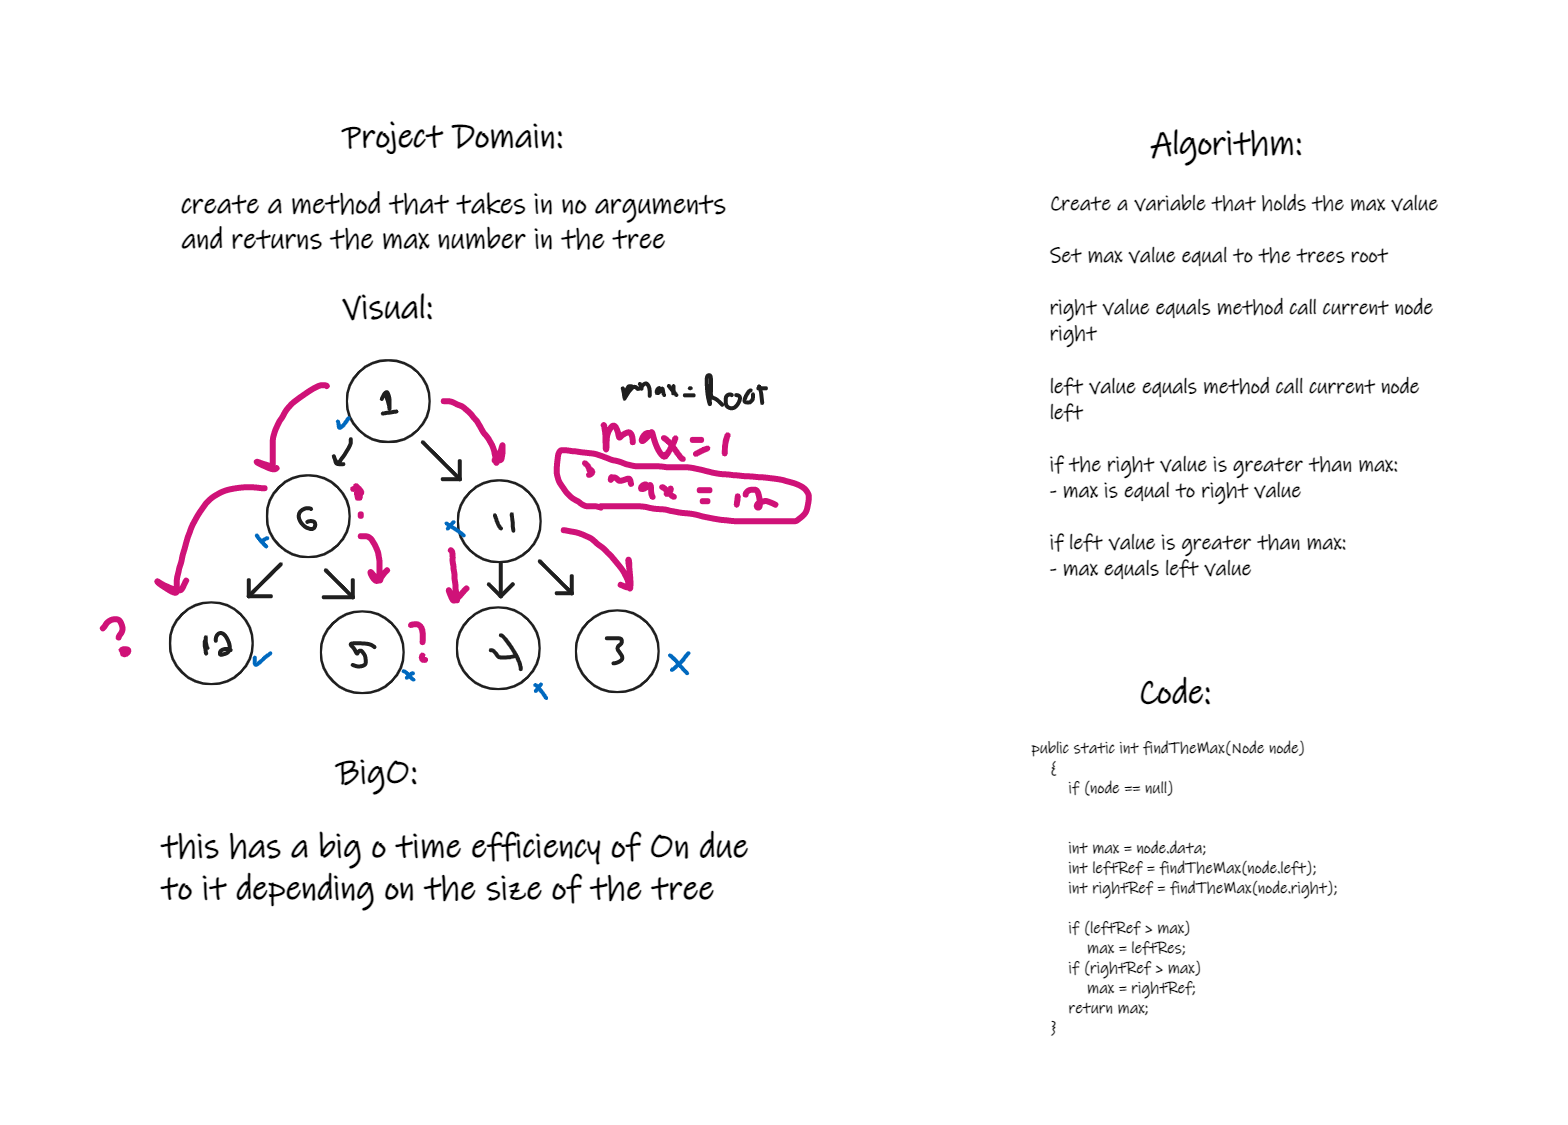 Project Domain:
create a method that takes in no arguments
and returns the max number in the tree
Visual:
1
max = Root
max = 1
max = 12
6
?
11
?
12
5
?
4
3
BigO:
this has a big o time efficiency of On due
to it depending on the size of the tree
Algorithm:
Create a variable that holds the max value
Set max value equal to the trees root
right value equals method call current node
right
left value equals method call current node
left
if the right value is greater than max:
- max is equal to right value
if left value is greater than max:
- max equals left value
Code:
public static int findTheMax(Node node)
{
if (node == null)
int max = node.data;
int leftRef = findTheMax(node.left);
int rightRef = findTheMax(node.right);
if (leftRef > max)
max = leftRes;
if (rightRef > max)
max = rightRef;
return max;
}